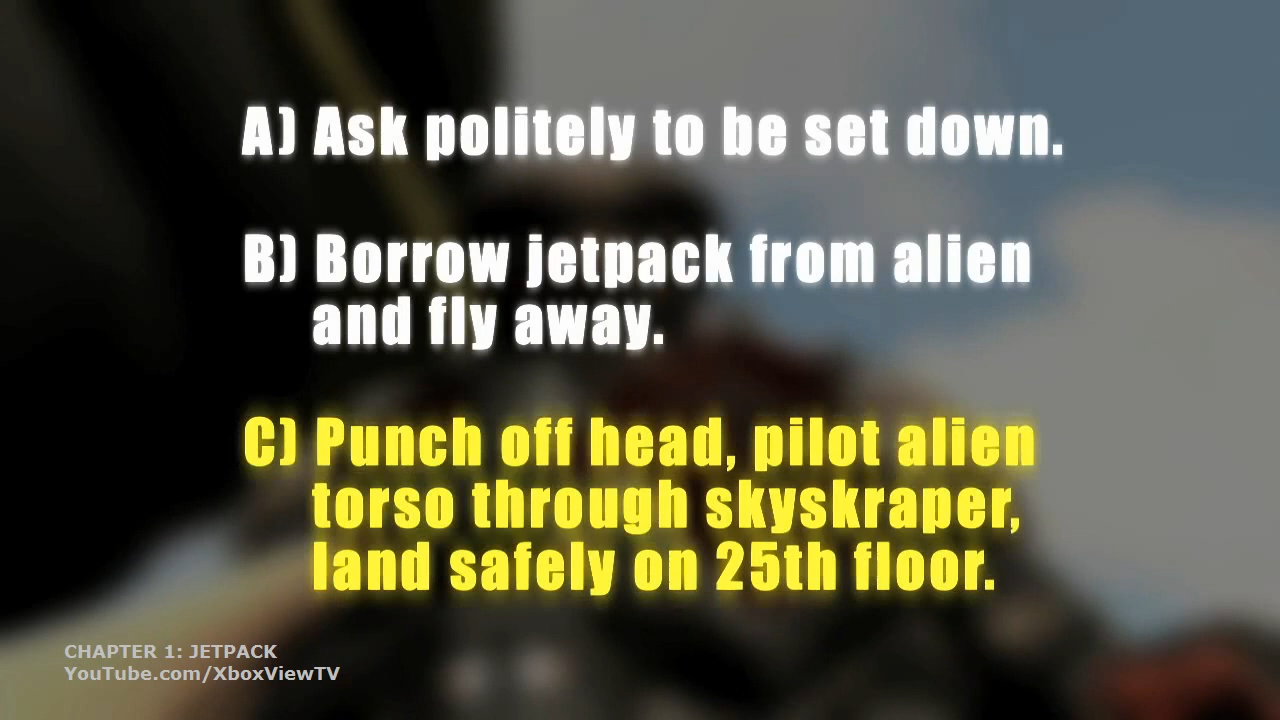 A) Ask politely to be set down.
B) Borrow jetpack from alien
and fly away.
C) Punch off head, pilot alien
torso through skyskraper,
land safely on 25th floor.
CHAPTER 1: JETPACK
YouTube.com/XboxViewTV